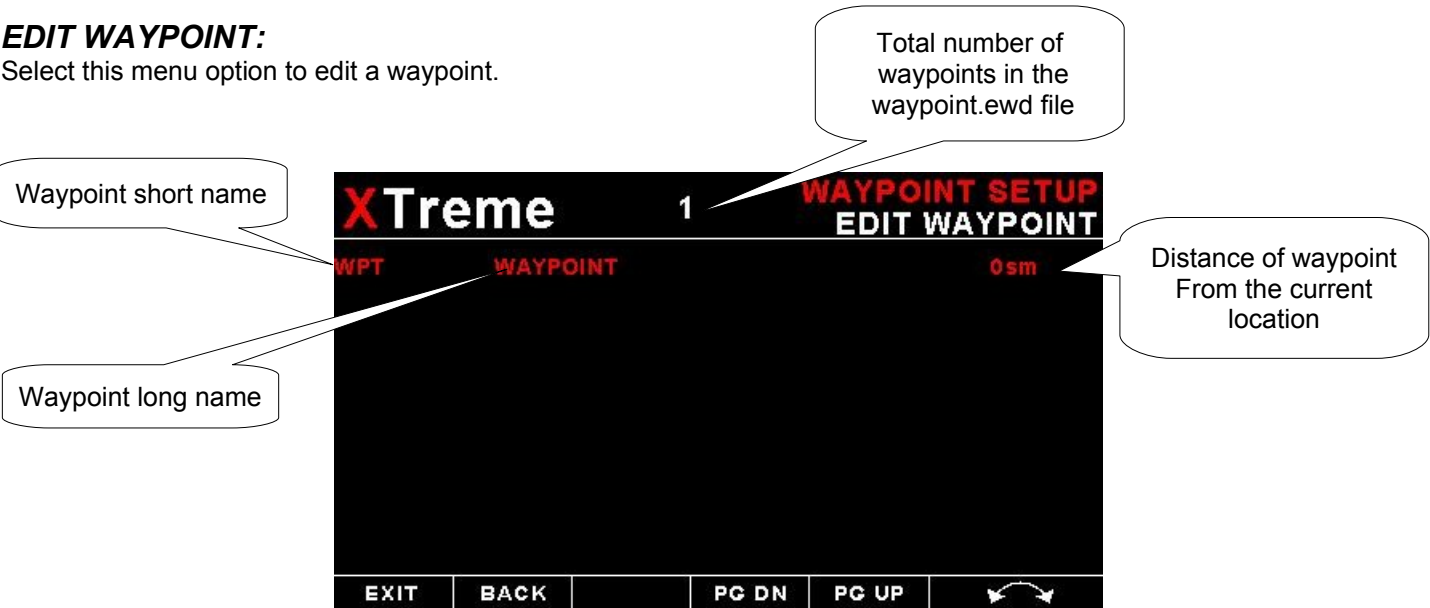 EDIT WAYPOINT:
Select this menu option to edit a waypoint.
Total number of
waypoints in the
waypoint.ewd file
Waypoint short name
XTreme 1 WAYPOINT SETUP
EDIT WAYPOINT
WPT WAYPOINT 0sm
Distance of waypoint
From the current
location
Waypoint long name
EXIT BACK PG DN PG UP